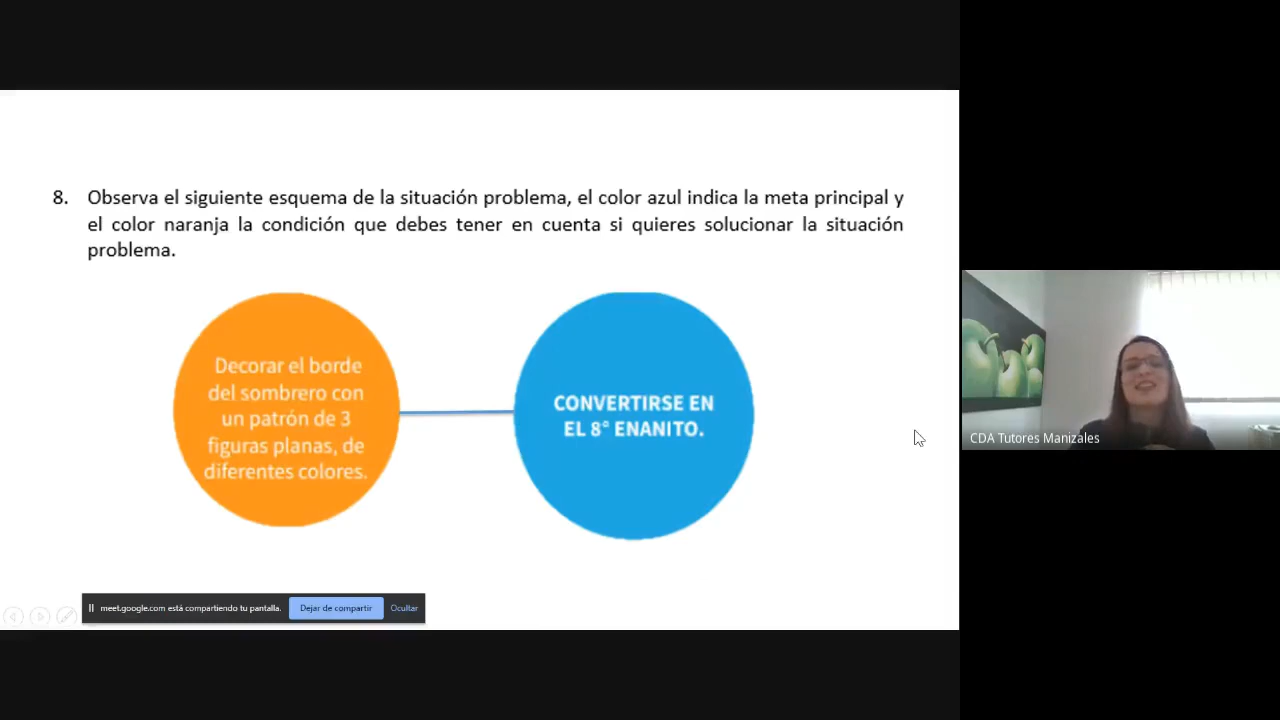 8. Observa el siguiente esquema de la situación problema, el color azul indica la meta principal y
el color naranja la condición que debes tener en cuenta si quieres solucionar la situación
problema.
Decorar el borde
del sombrero con
un patrón de 3
figuras planas, de
diferentes colores.
CONVERTIRSE EN
EL 8° ENANITO.
CDA Tutores Manizales
meet.google.com está compartiendo tu pantalla.
Dejar de compartir
Ocultar